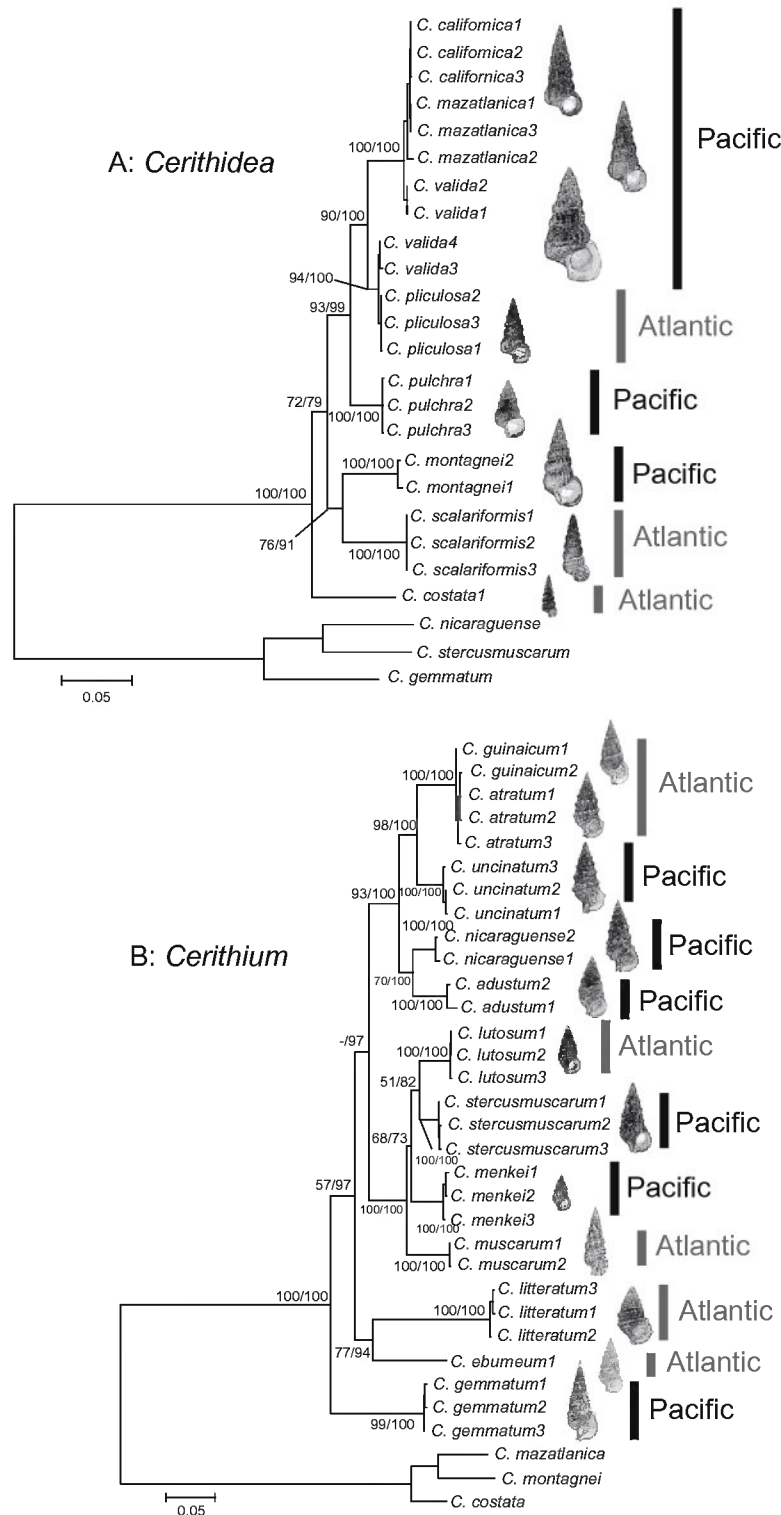 C. califomica1
C. califomica2
C. californica3
C. mazatlanica1
C. mazatlanica3
C. mazatlanica2
C. valida2
C. valida1
C. valida4
C. valida3
C. pliculosa2
C. pliculosa3
C. pliculosa1
C. pulchra1
C. pulchra2
C. pulchra3
C. montagnei2
C. montagnei1
C. scalariformis1
C. scalariformis2
C. scalariformis3
C. costata1
C. nicaraguense
C. stercusmuscarum
C. gemmatum
A: Cerithidea
100/100
90/100
94/100
93/99
100/100
72/79
100/100
100/100
76/91
100/100
0.05
Pacific
Atlantic
Pacific
Pacific
Atlantic
Atlantic
C. guinaicum1
C. guinaicum2
C. atratum1
C. atratum2
C. atratum3
C. uncinatum3
C. uncinatum2
C. uncinatum1
C. nicaraguense2
C. nicaraguense1
C. adustum2
C. adustum1
C. lutosum1
C. lutosum2
C. lutosum3
C. stercusmuscarum1
C. stercusmuscarum2
C. stercusmuscarum3
C. menkei1
C. menkei2
C. menkei3
C. muscarum1
C. muscarum2
C. litteratum3
C. litteratum1
C. litteratum2
C. ebumeum1
C. gemmatum1
C. gemmatum2
C. gemmatum3
C. mazatlanica
C. montagnei
C. costata
B: Cerithium
100/100
98/100
93/100
100/100
100/100
70/100
100/100
-/97
100/100
51/82
68/73
100/100
57/97
100/100
100/100
100/100
100/100
100/100
77/94
99/100
0.05
Atlantic
Pacific
Pacific
Pacific
Atlantic
Pacific
Pacific
Atlantic
Atlantic
Atlantic
Pacific